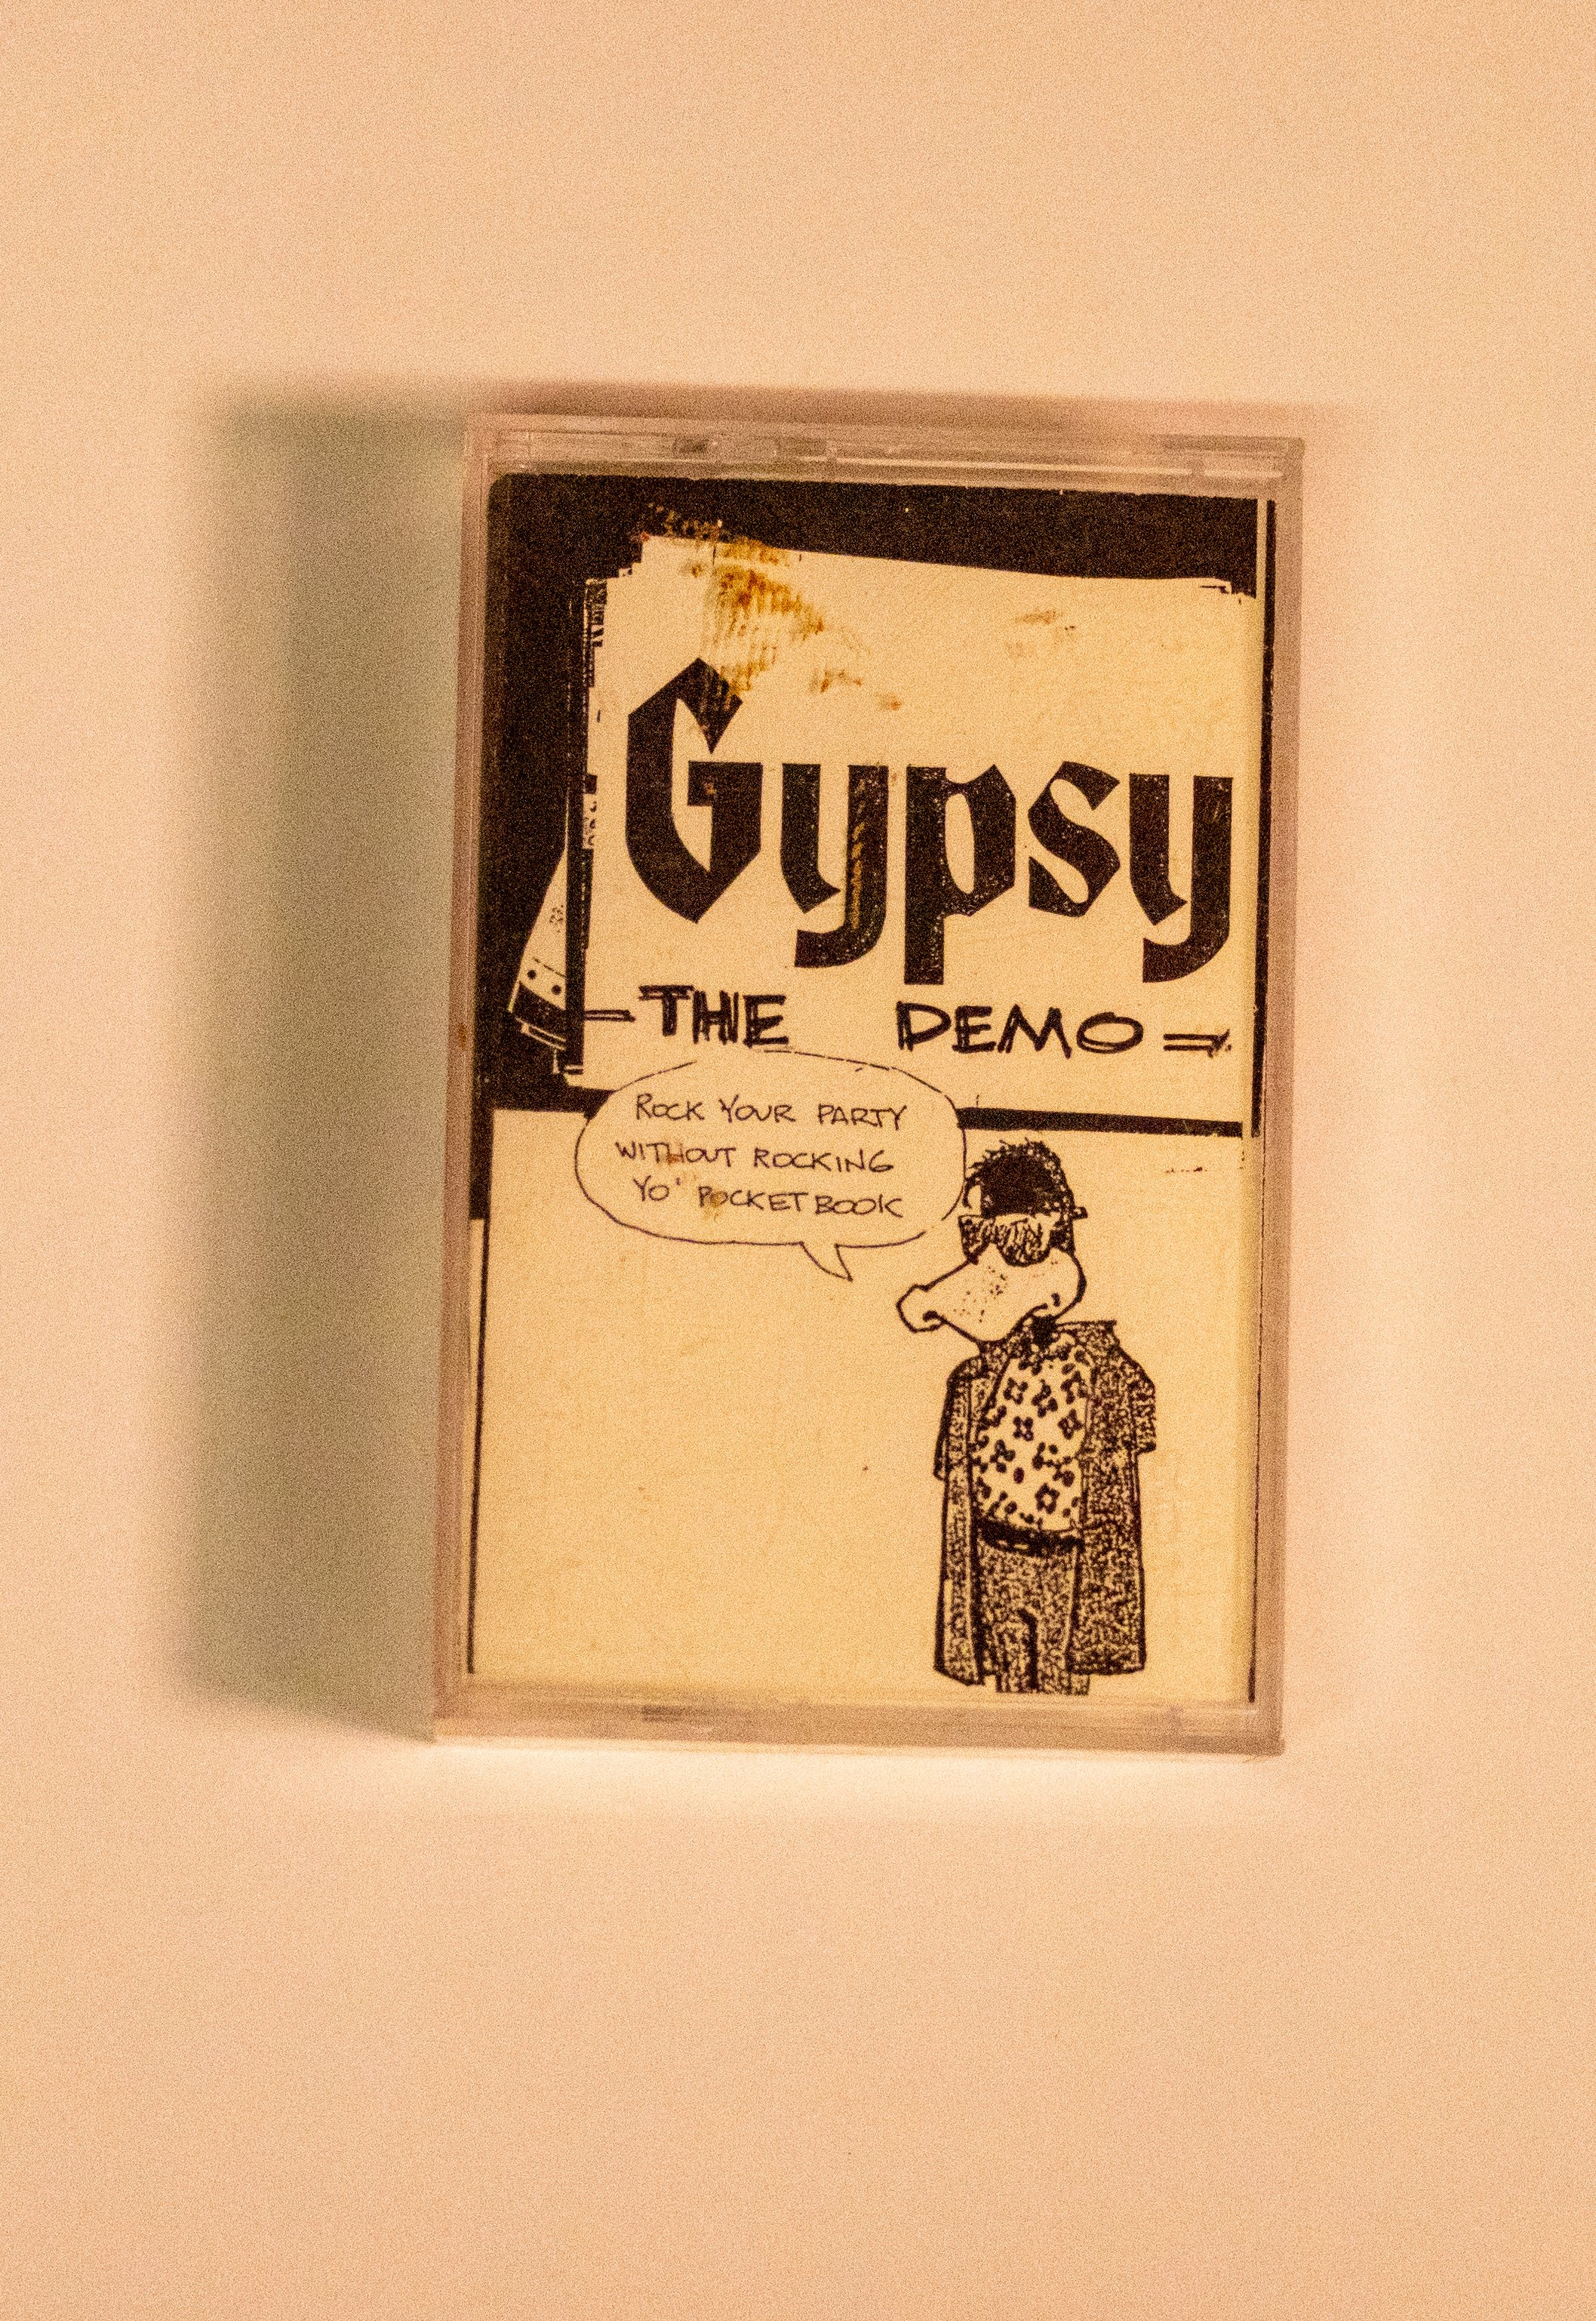 Gypsy
- THE DEMO =
ROCK YOUR PARTY
WITHOUT ROCKING
YO' POCKETBOOK